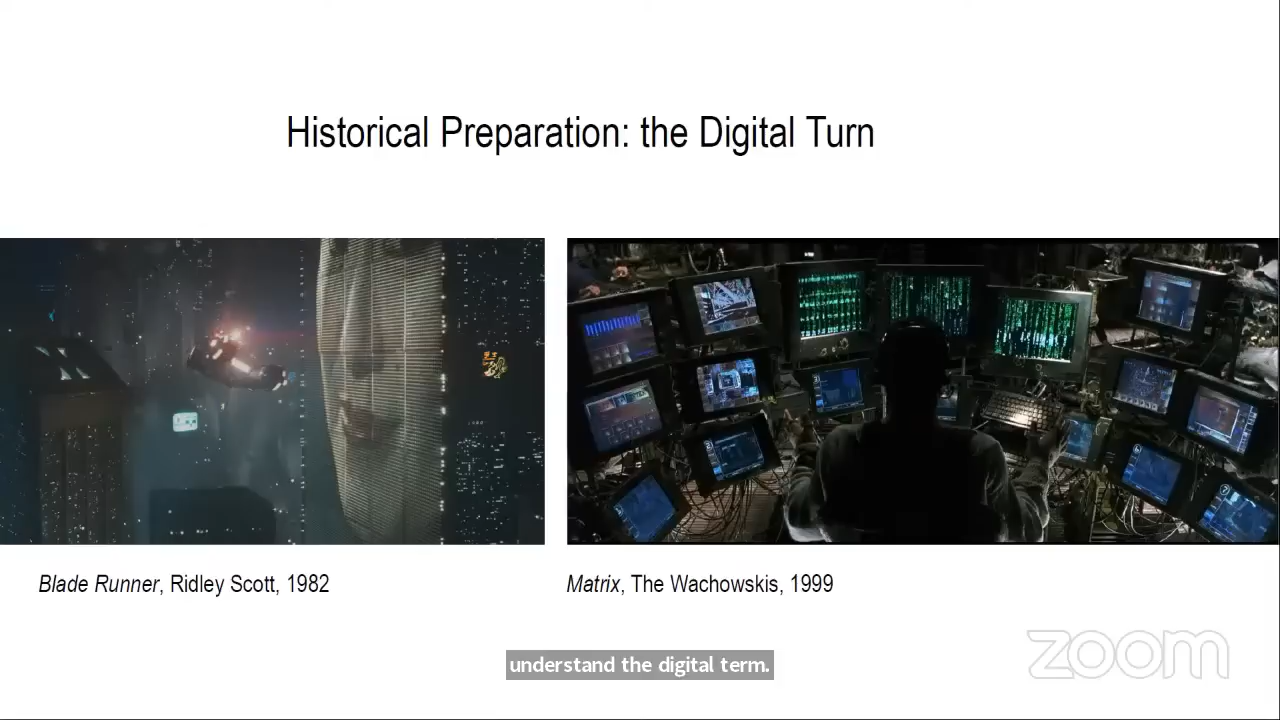 Historical Preparation: the Digital Turn
Blade Runner, Ridley Scott, 1982
Matrix, The Wachowskis, 1999
understand the digital term.
zoom